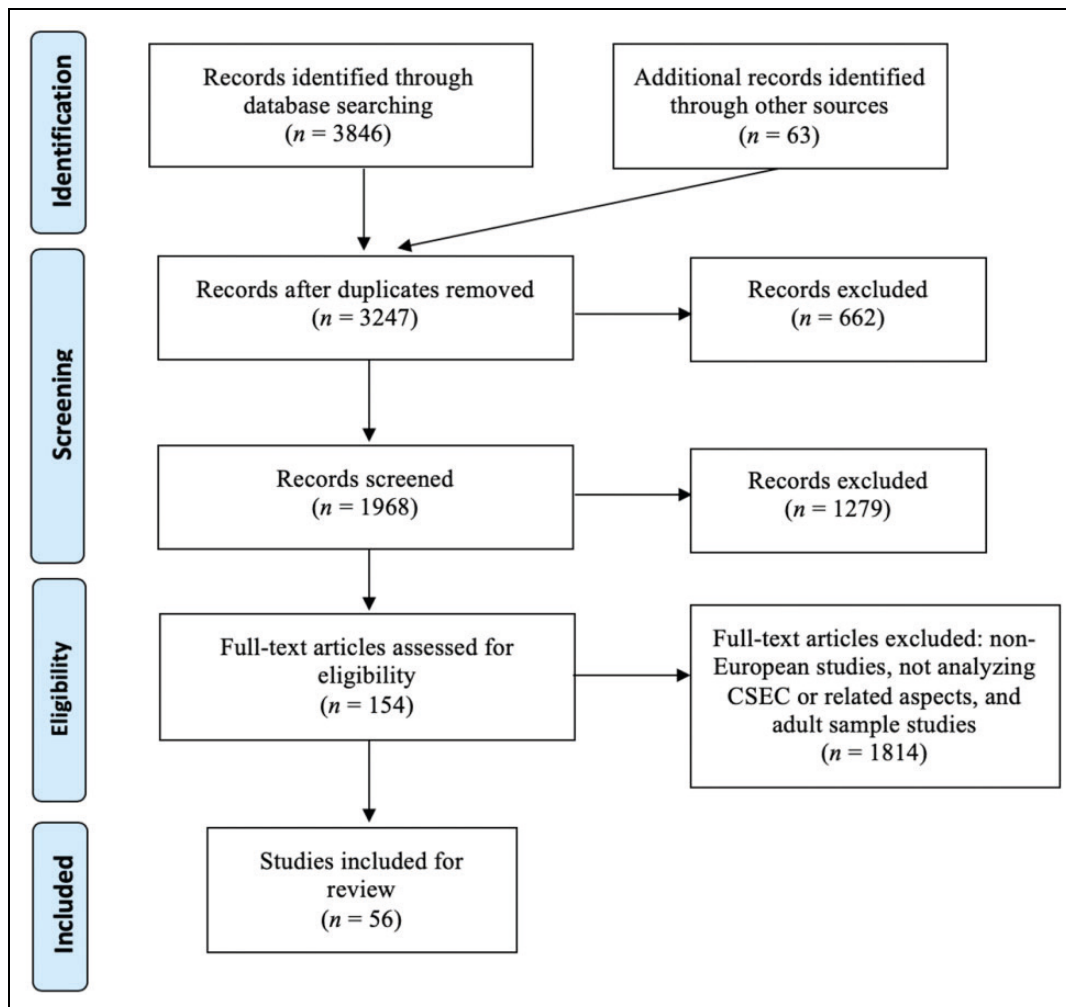 Identification
Records identified through
database searching
(n = 3846)
Additional records identified
through other sources
(n = 63)
Screening
Records after duplicates removed
(n = 3247)
Records excluded
(n = 662)
Records screened
(n = 1968)
Records excluded
(n = 1279)
Eligibility
Full-text articles assessed for
eligibility
(n = 154)
Full-text articles excluded: non-
European studies, not analyzing
CSEC or related aspects, and
adult sample studies
(n = 1814)
Included
Studies included for
review
(n = 56)